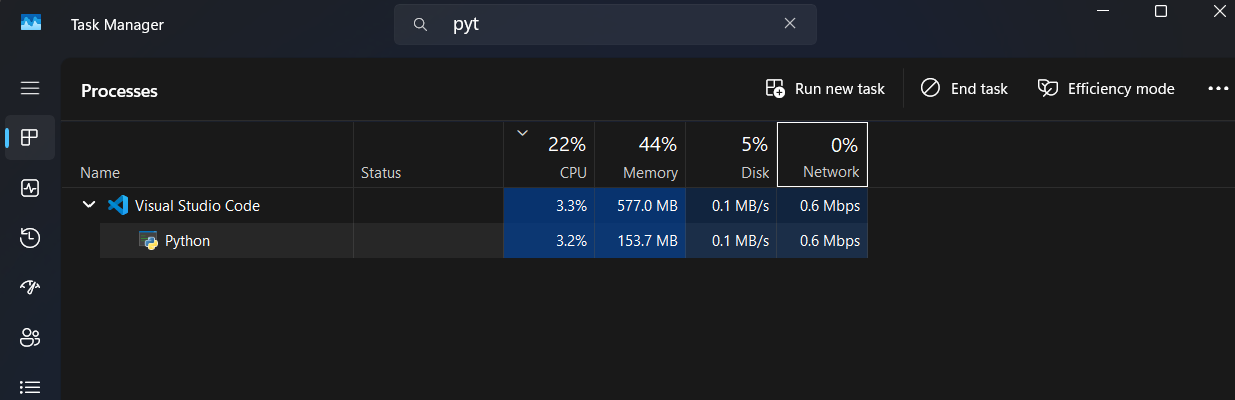 Task Manager pyt
Processes Run new task End task Efficiency mode
22% 44% 5% 0%
Name Status CPU Memory Disk Network
Visual Studio Code 3.3% 577.0 MB 0.1 MB/s 0.6 Mbps
Python 3.2% 153.7 MB 0.1 MB/s 0.6 Mbps